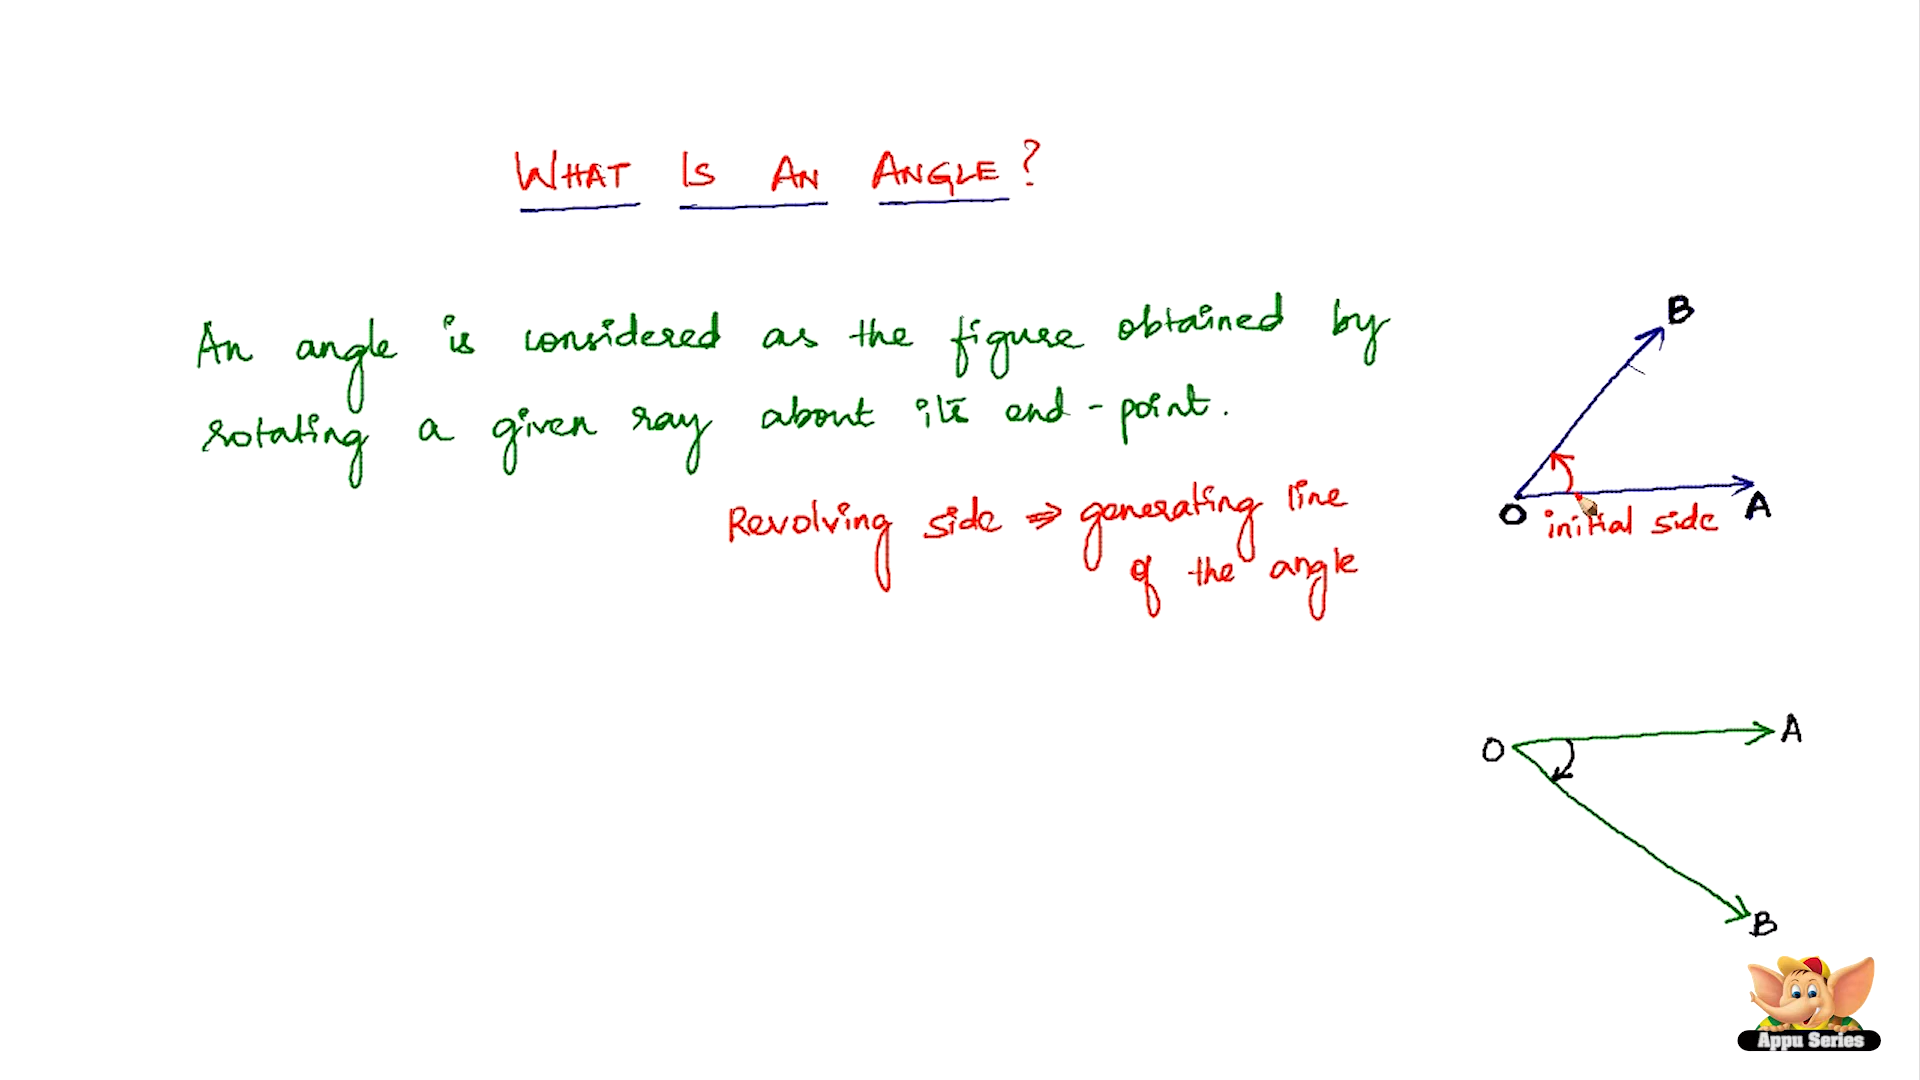 WHAT IS AN ANGLE?
An angle is considered as the figure obtained by
rotating a given ray about its end-point.
Revolving side ⇒ generating line
of the angle
B
O
A
initial side
O
A
B
Appu Series